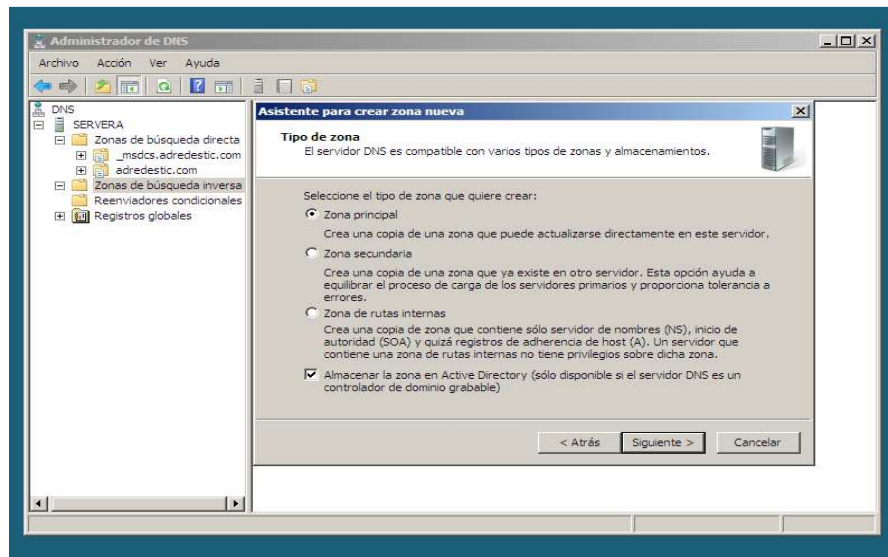 Administrador de DNS
Archivo Acción Ver Ayuda
DNS
SERVERA
Zonas de búsqueda directa
_msdcs.adredestic.com
adredestic.com
Zonas de búsqueda inversa
Reenviadores condicionales
Registros globales
Asistente para crear zona nueva
Tipo de zona
El servidor DNS es compatible con varios tipos de zonas y almacenamientos.
Seleccione el tipo de zona que quiere crear:
Zona principal
Crea una copia de una zona que puede actualizarse directamente en este servidor.
Zona secundaria
Crea una copia de una zona que ya existe en otro servidor. Esta opción ayuda a
equilibrar el proceso de carga de los servidores primarios y proporciona tolerancia a
errores.
Zona de rutas internas
Crea una copia de zona que contiene sólo servidor de nombres (NS), inicio de
autoridad (SOA) y quizá registros de adherencia de host (A). Un servidor que
contiene una zona de rutas internas no tiene privilegios sobre dicha zona.
Almacenar la zona en Active Directory (sólo disponible si el servidor DNS es un
controlador de dominio grabable)
< Atrás Siguiente > Cancelar